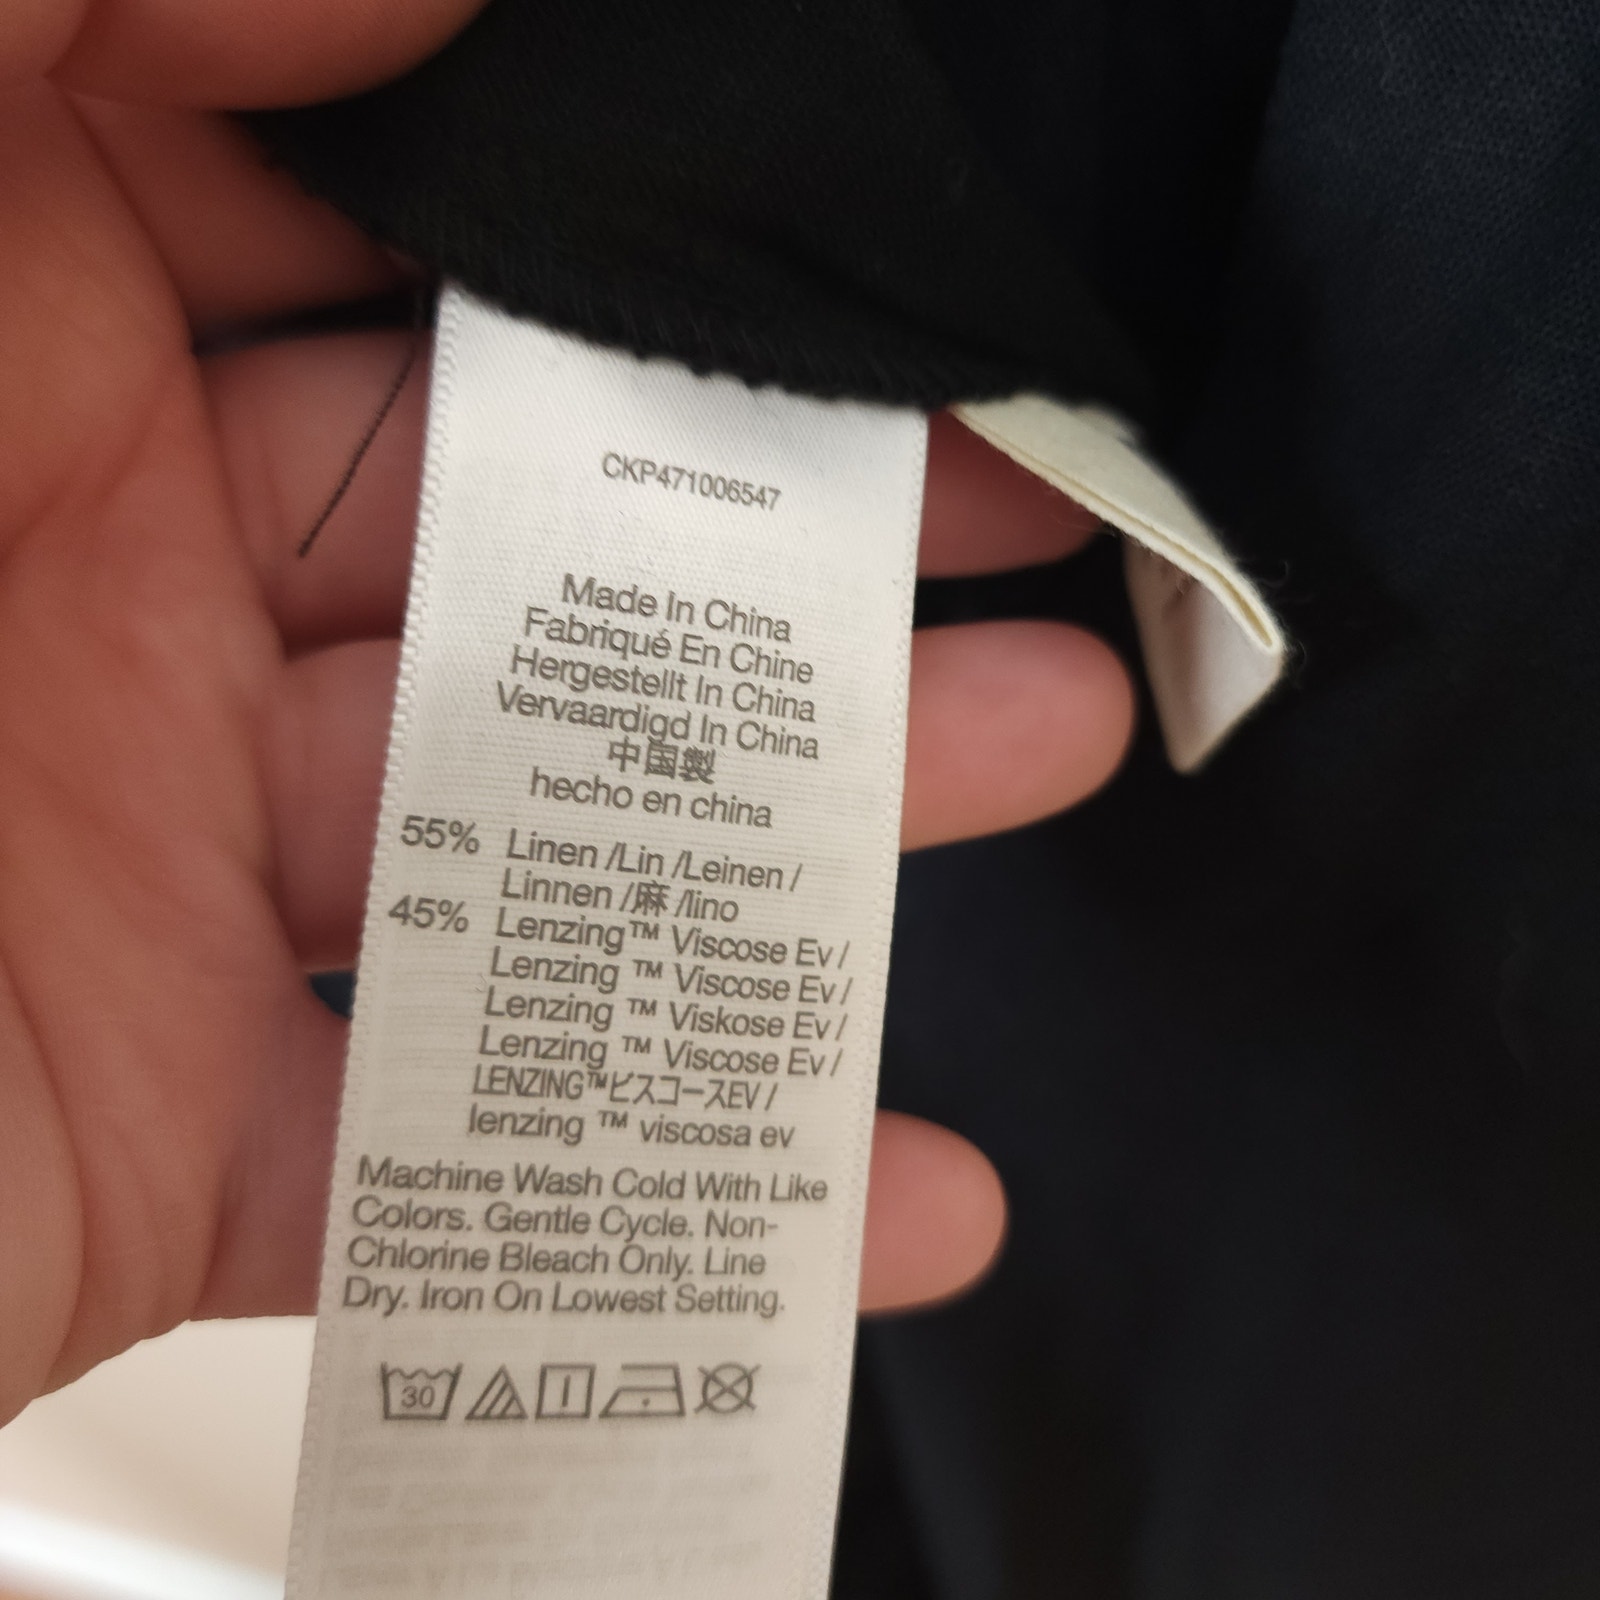 CKP471006547
Made In China
Fabriqué En Chine
Hergestellt In China
Vervaardigd In China
中国製
hecho en china
55% Linen /Lin /Leinen /
Linnen /麻 /lino
45% Lenzing™ Viscose Ev /
Lenzing ™ Viscose Ev /
Lenzing ™ Viskose Ev /
Lenzing ™ Viscose Ev /
LENZING™ビスコースEV /
lenzing ™ viscosa ev
Machine Wash Cold With Like
Colors. Gentle Cycle. Non-
Chlorine Bleach Only. Line
Dry. Iron On Lowest Setting.
30